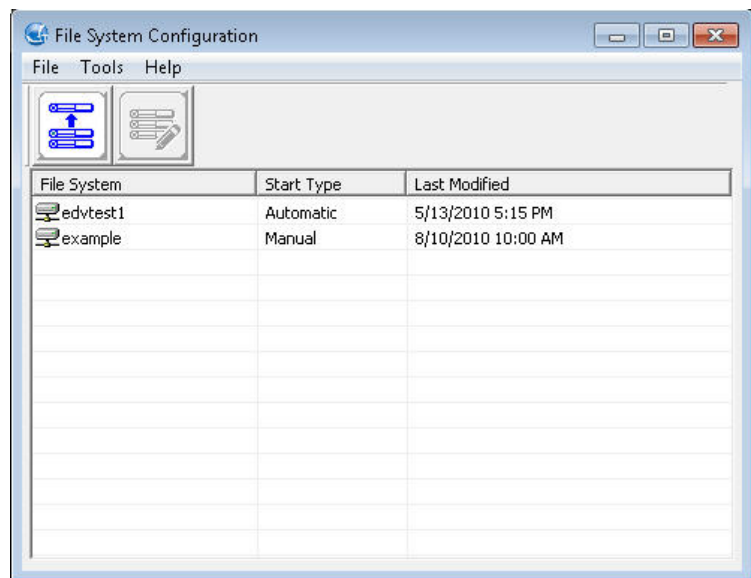 File System Configuration
File Tools Help
File System Start Type Last Modified
edvtest1 Automatic 5/13/2010 5:15 PM
example Manual 8/10/2010 10:00 AM